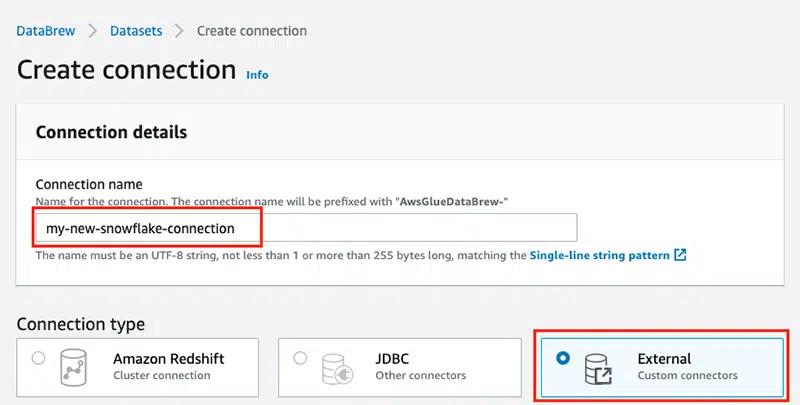 DataBrew > Datasets > Create connection
Create connection Info
Connection details
Connection name
Name for the connection. The connection name will be prefixed with "AwsGlueDataBrew-"
my-new-snowflake-connection
The name must be an UTF-8 string, not less than 1 or more than 255 bytes long, matching the Single-line string pattern
Connection type
Amazon Redshift
Cluster connection
JDBC
Other connectors
External
Custom connectors